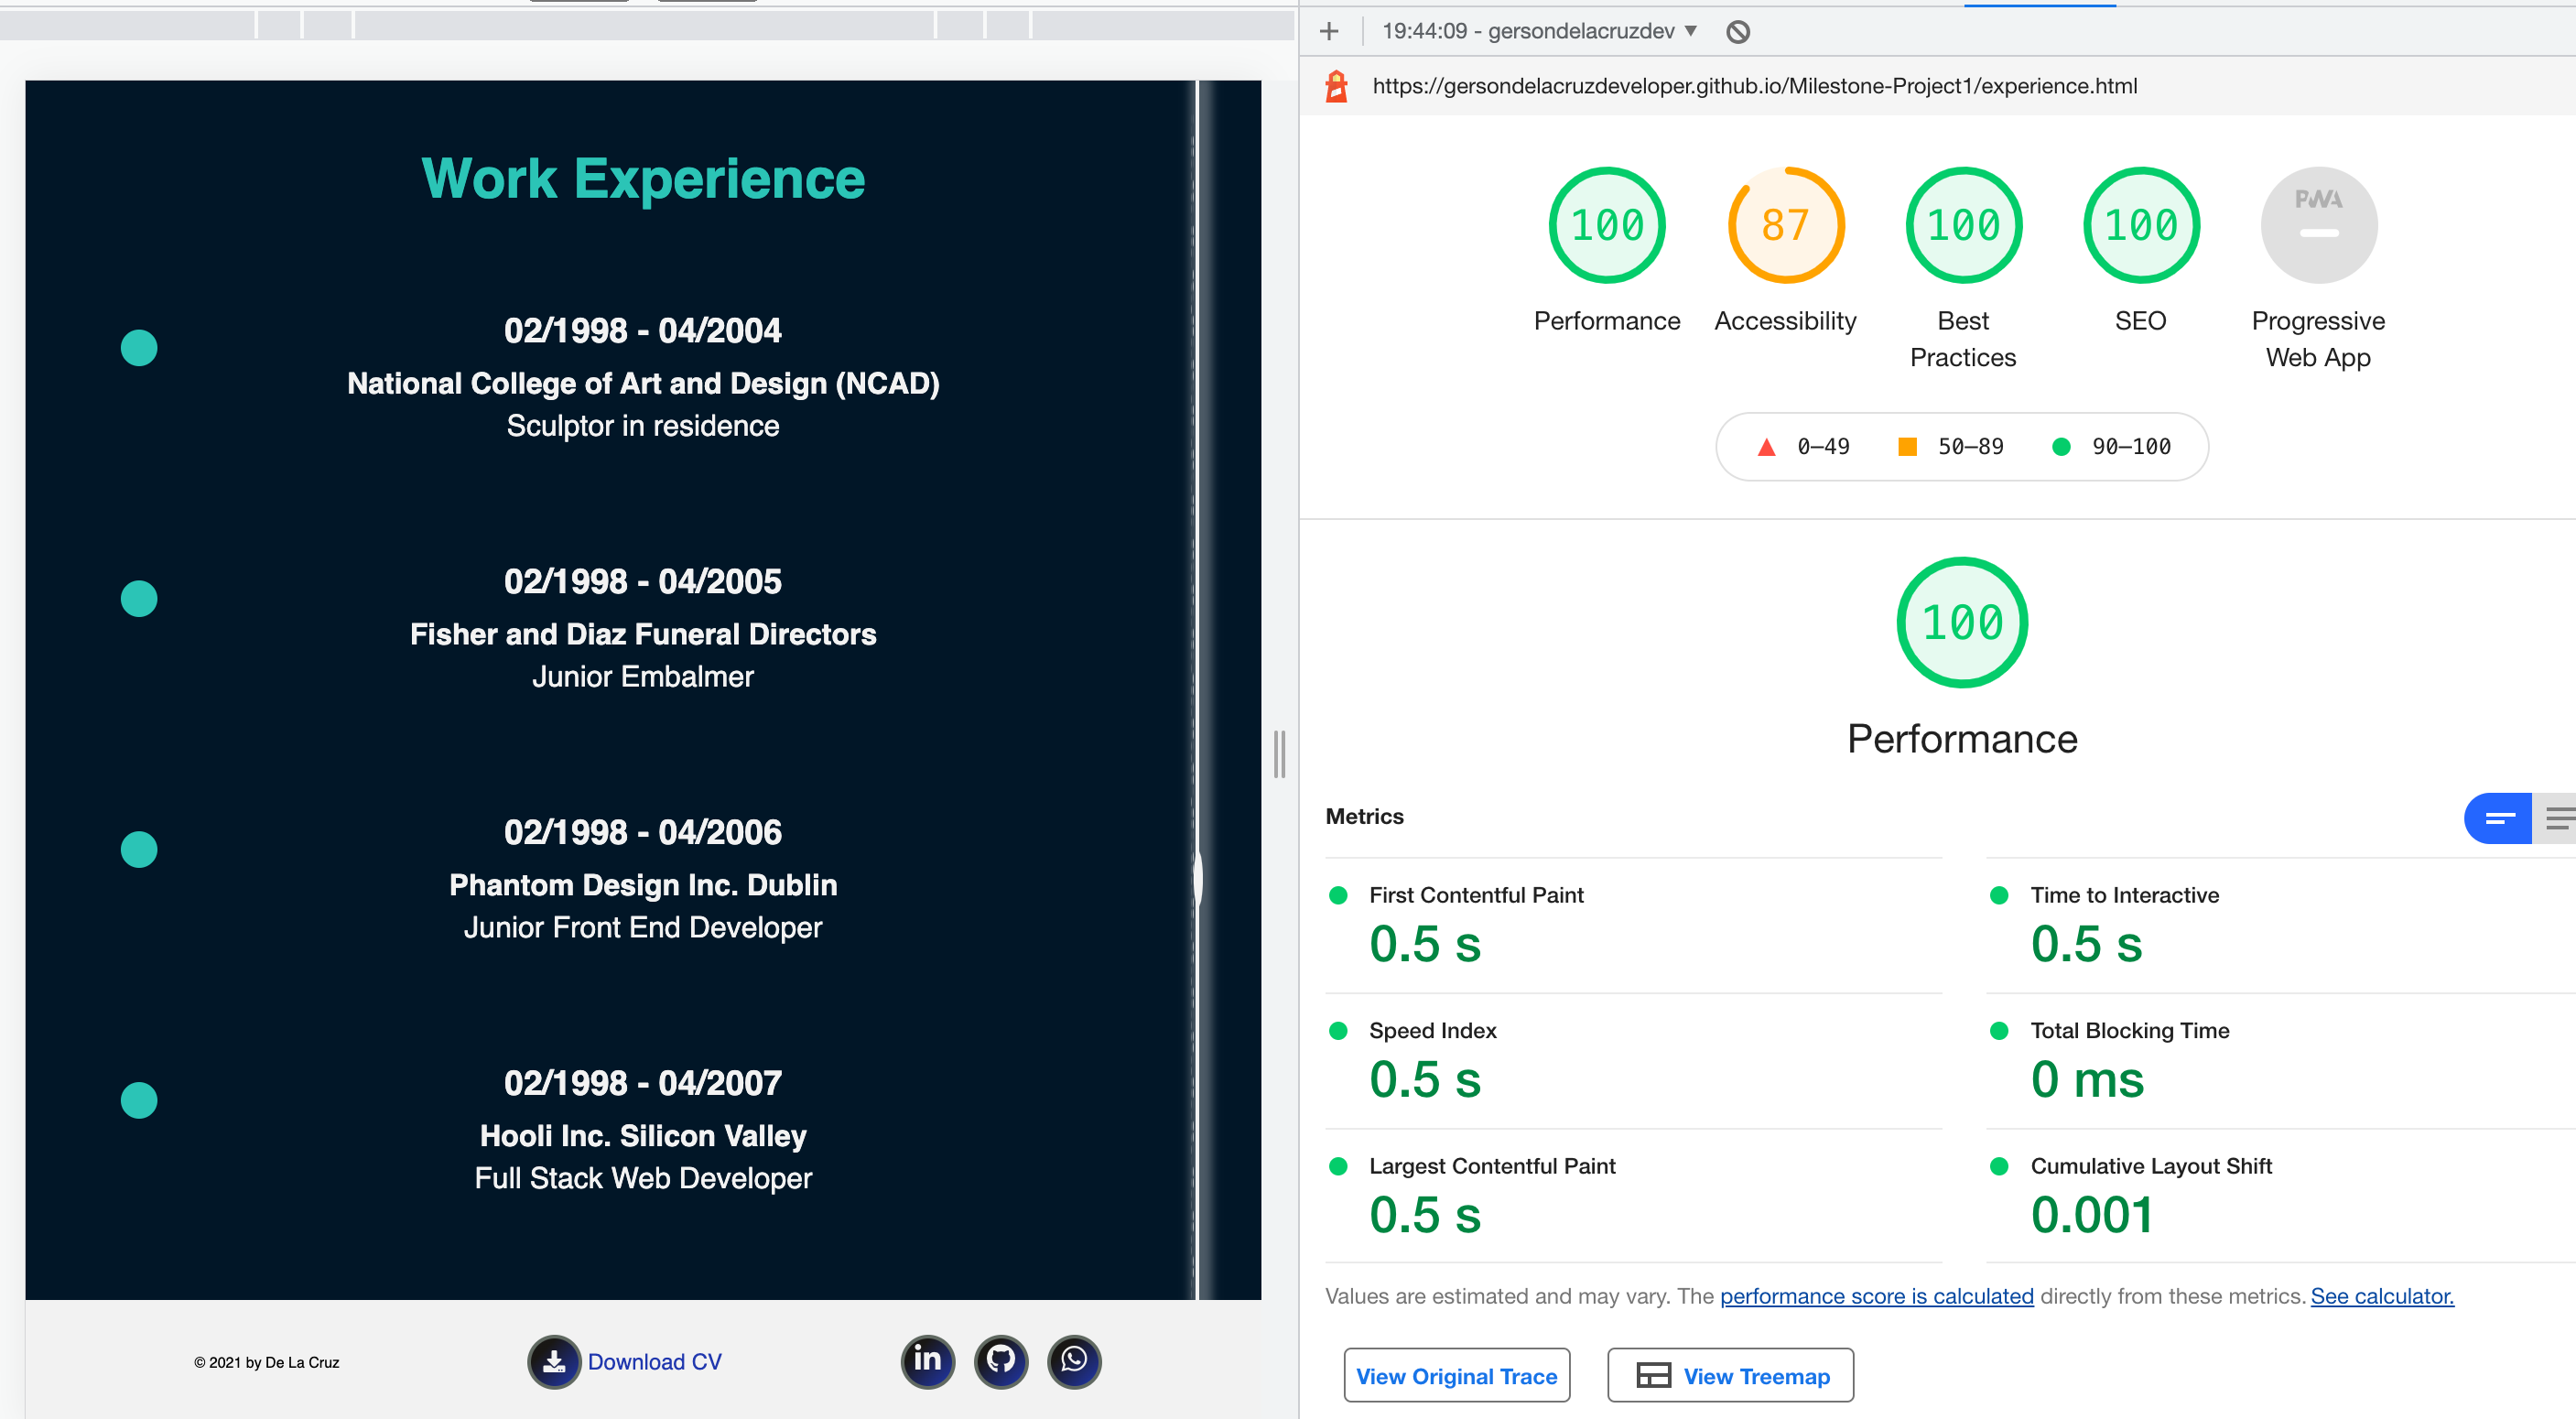 Work Experience
02/1998 - 04/2004
National College of Art and Design (NCAD)
Sculptor in residence
02/1998 - 04/2005
Fisher and Diaz Funeral Directors
Junior Embalmer
02/1998 - 04/2006
Phantom Design Inc. Dublin
Junior Front End Developer
02/1998 - 04/2007
Hooli Inc. Silicon Valley
Full Stack Web Developer
© 2021 by De La Cruz
Download CV
in
19:44:09 - gersondelacruzdev
https://gersondelacruzdeveloper.github.io/Milestone-Project1/experience.html
100
Performance
87
Accessibility
100
Best
Practices
100
SEO
PWA
Progressive
Web App
0–49 50–89 90–100
100
Performance
Metrics
First Contentful Paint
0.5 s
Time to Interactive
0.5 s
Speed Index
0.5 s
Total Blocking Time
0 ms
Largest Contentful Paint
0.5 s
Cumulative Layout Shift
0.001
Values are estimated and may vary. The performance score is calculated directly from these metrics. See calculator.
View Original Trace
View Treemap